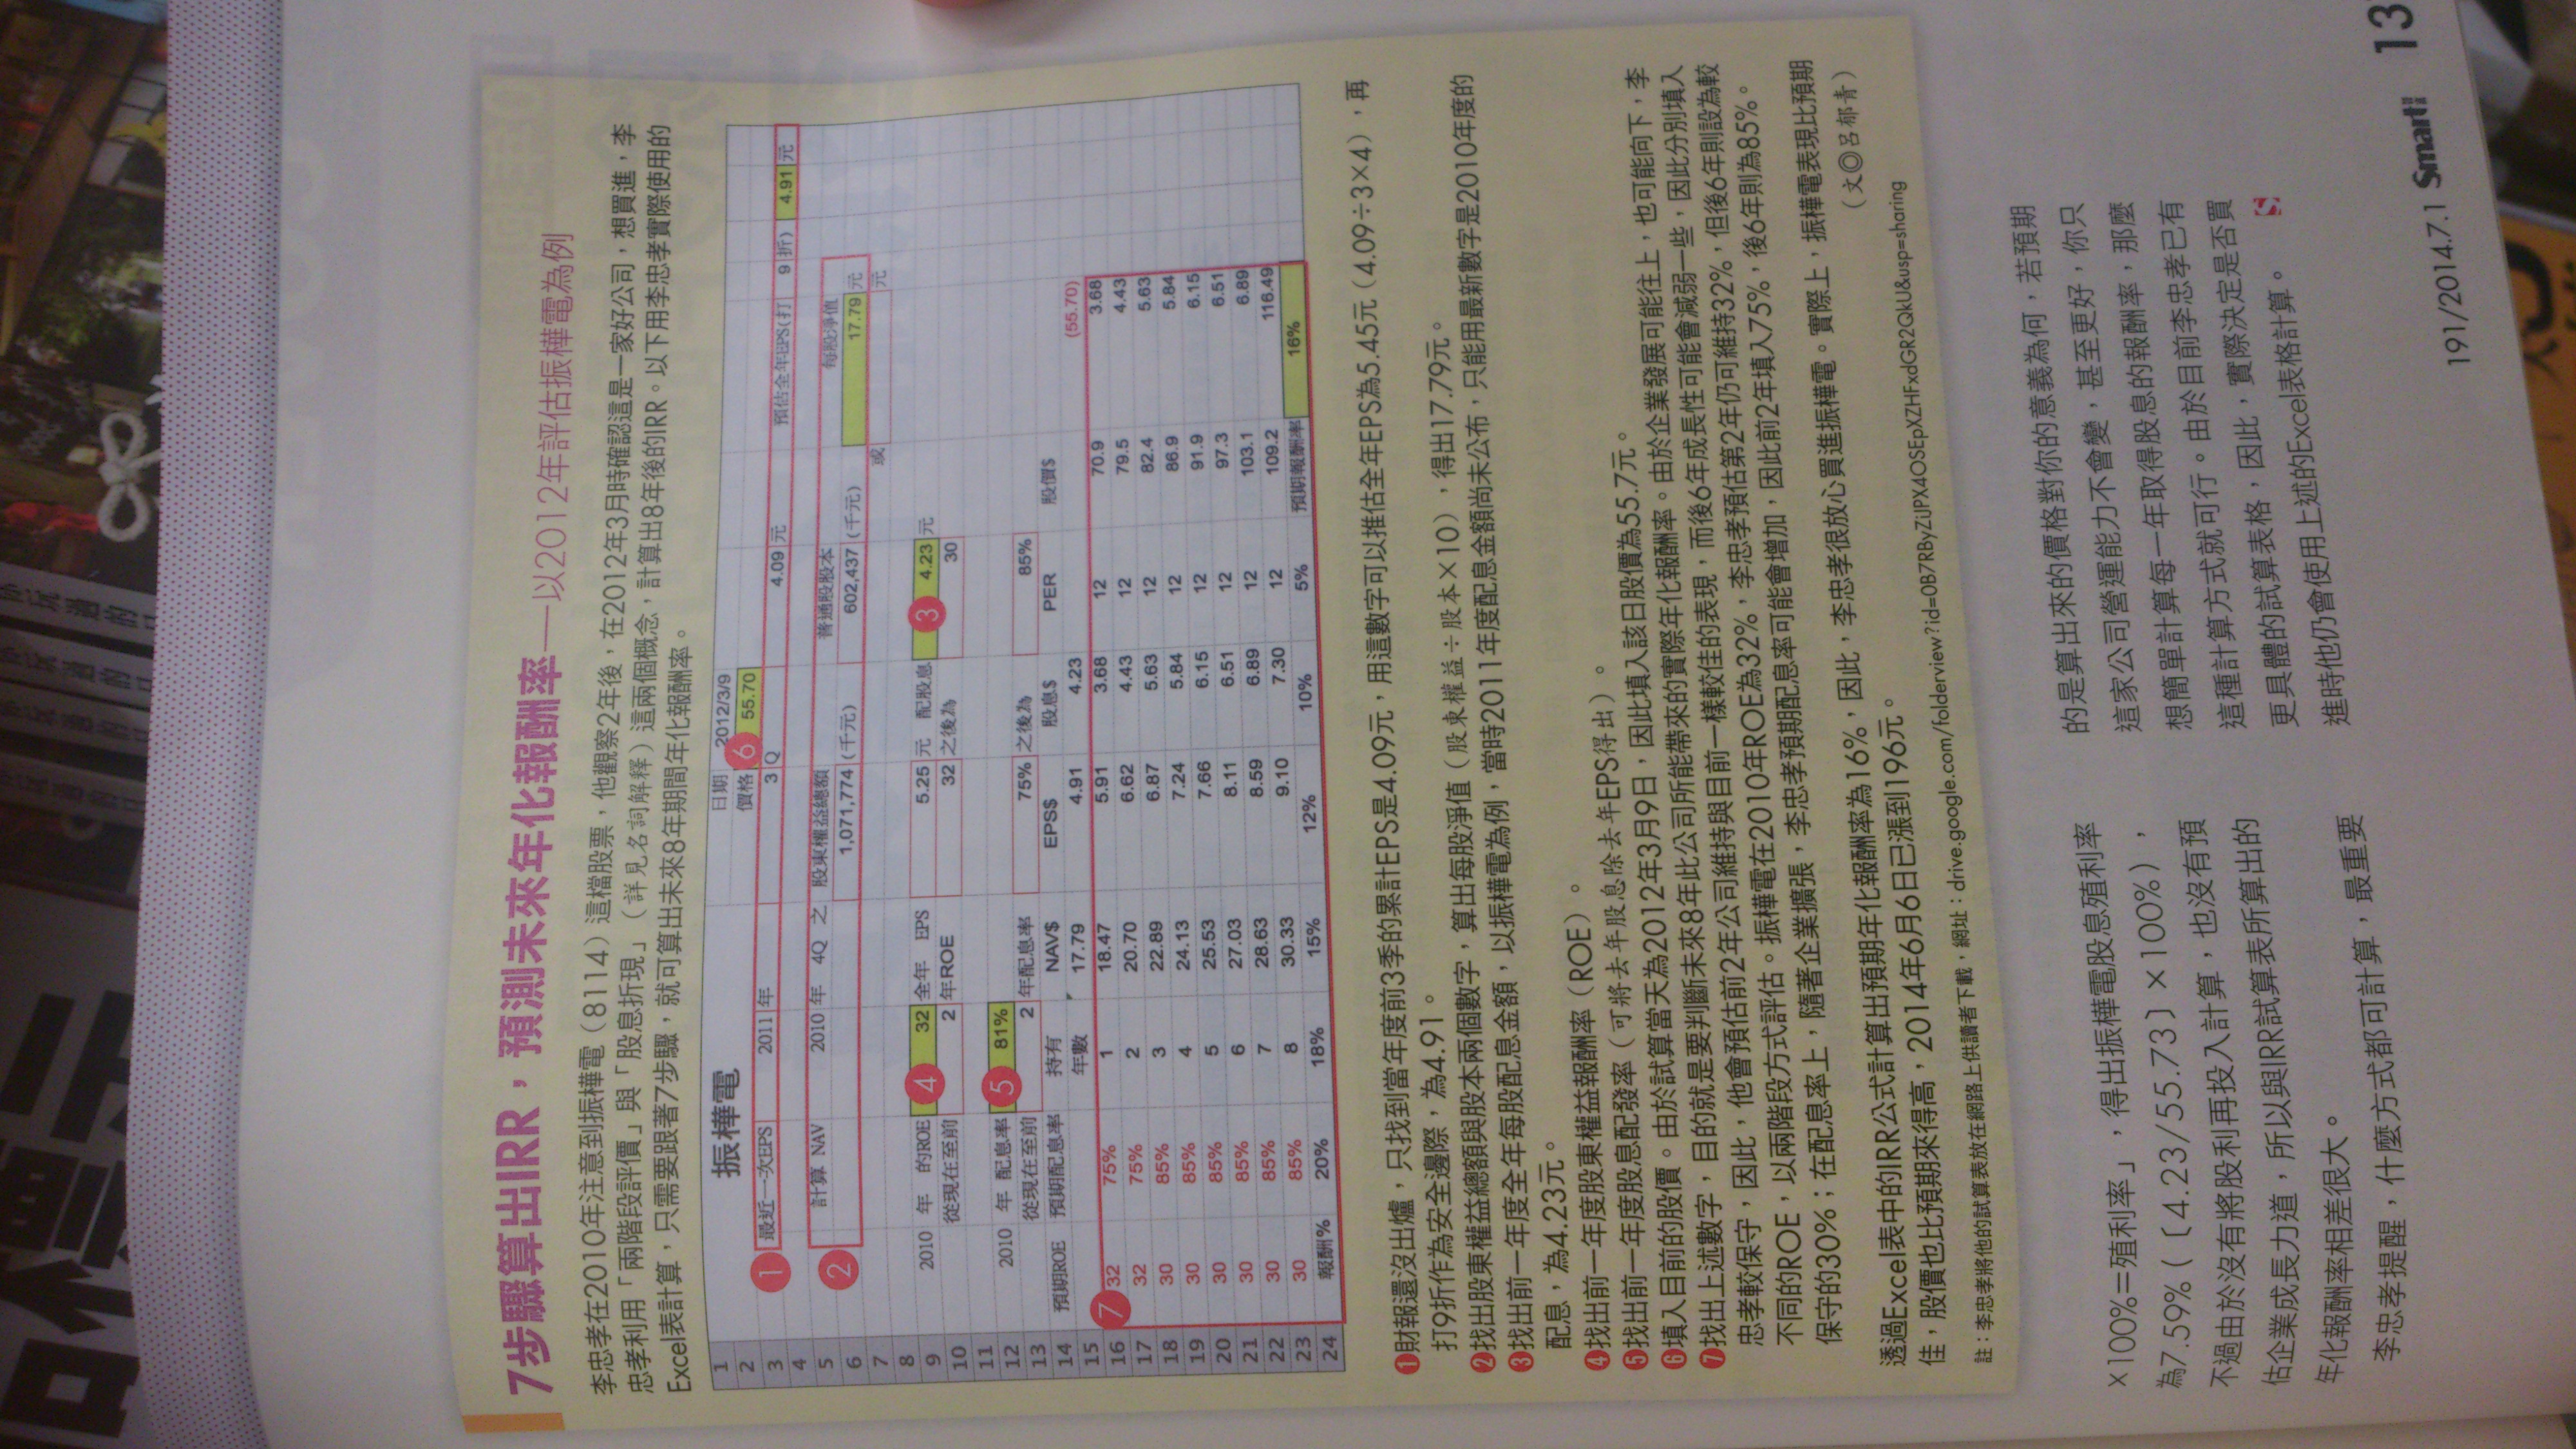 品標示
你玩過的
你玩過的
7步驟算出IRR，預測未來年化報酬率——以2012年評估振樺電為例
李忠孝在2010年注意到振樺電（8114）這檔股票，他觀察2年後，在2012年3月時確認這是一家好公司，想買進，李
忠孝利用「兩階段評價」與「股息折現」（詳見名詞解釋）這兩個概念，計算出8年後的IRR。以下用李忠孝實際使用的
Excel表計算，只需要跟著7步驟，就可算出未來8年期間年化報酬率。
1 振樺電 日期 2012/3/9
2 價格 6 55.70
3 1 最近一次EPS 2011 年 3 Q 4.09 元 預估全年EPS(打 9 折) 4.91 元
4
5 2 計算 NAV 2010 年 4Q 之 股東權益總額 普通股股本 每股淨值
6 1,071,774 (千元) 602,437 (千元) 17.79 元
7 或 元
8
9 2010 年 的ROE 4 32 全年 EPS 5.25 元 配股息 3 4.23 元
10 從現在至前 2 年ROE 32 之後為 30
11
12 2010 年 配息率 5 81%
13 從現在至前 2 年配息率 75% 之後為 85%
14 預期ROE 預期配息率 持有 NAV$ EPS$ 股息$ PER 股價$
15 年數 17.79 4.91 4.23 (55.70)
16 7 32 75% 1 18.47 5.91 3.68 12 70.9 3.68
17 32 75% 2 20.70 6.62 4.43 12 79.5 4.43
18 30 85% 3 22.89 6.87 5.63 12 82.4 5.63
19 30 85% 4 24.13 7.24 5.84 12 86.9 5.84
20 30 85% 5 25.53 7.66 6.15 12 91.9 6.15
21 30 85% 6 27.03 8.11 6.51 12 97.3 6.51
22 30 85% 7 28.63 8.59 6.89 12 103.1 6.89
23 30 85% 8 30.33 9.10 7.30 12 109.2 116.49
24 報酬% 20% 18% 15% 12% 10% 5% 預期報酬率 16%
❶財報還沒出爐，只找到當年度前3季的累計EPS是4.09元，用這數字可以推估全年EPS為5.45元（4.09÷3×4），再
打9折作為安全邊際，為4.91。
❷找出股東權益總額與股本兩個數字，算出每股淨值（股東權益÷股本×10），得出17.79元。
❸找出前一年度全年每股配息金額，以振樺電為例，當時2011年度配息金額尚未公布，只能用最新數字是2010年度的
配息，為4.23元。
❹找出前一年度股東權益報酬率（ROE）。
❺找出前一年度股息配發率（可將去年股息除去年EPS得出）。
❻填入目前的股價。由於試算當天為2012年3月9日，因此填入該日股價為55.7元。
❼找出上述數字，目的就是要判斷未來8年此公司所能帶來的實際年化報酬率。由於企業發展可能往上，也可能向下，李
忠孝較保守，因此，他會預估前2年公司維持與目前一樣較佳的表現，而後6年成長性可能會減弱一些，因此分別填入
不同的ROE，以兩階段方式評估。振樺電在2010年ROE為32%，李忠孝預估第2年仍可維持32%，但後6年則設為較
保守的30%；在配息率上，隨著企業擴張，李忠孝預期配息率可能會增加，因此前2年填入75%，後6年則為85%。
透過Excel表中的IRR公式計算出預期年化報酬率為16%，因此，李忠孝很放心買進振樺電。實際上，振樺電表現比預期
佳，股價也比預期來得高，2014年6月6日已漲到196元。
（文◎呂郁青）
註：李忠孝將他的試算表放在網路上供讀者下載，網址：drive.google.com/folderview?id=0B7RByZiJPX4OSEpXZHFxdGR2QkU&usp=sharing
×100%＝殖利率」，得出振樺電股息殖利率
為7.59%（〔4.23/55.73〕×100%），
不過由於沒有將股利再投入計算，也沒有預
估企業成長力道，所以與IRR試算表所算出的
年化報酬率相差很大。
李忠孝提醒，什麼方式都可計算，最重要
的是算出來的價格對你的意義為何，若預期
這家公司營運能力不會變，甚至更好，你只
想簡單計算每一年取得股息的報酬率，那麼
這種計算方式就可行。由於目前李忠孝已有
更具體的試算表格，因此，實際決定是否買
進時他仍會使用上述的Excel表格計算。 S
191/2014.7.1 Smart 13